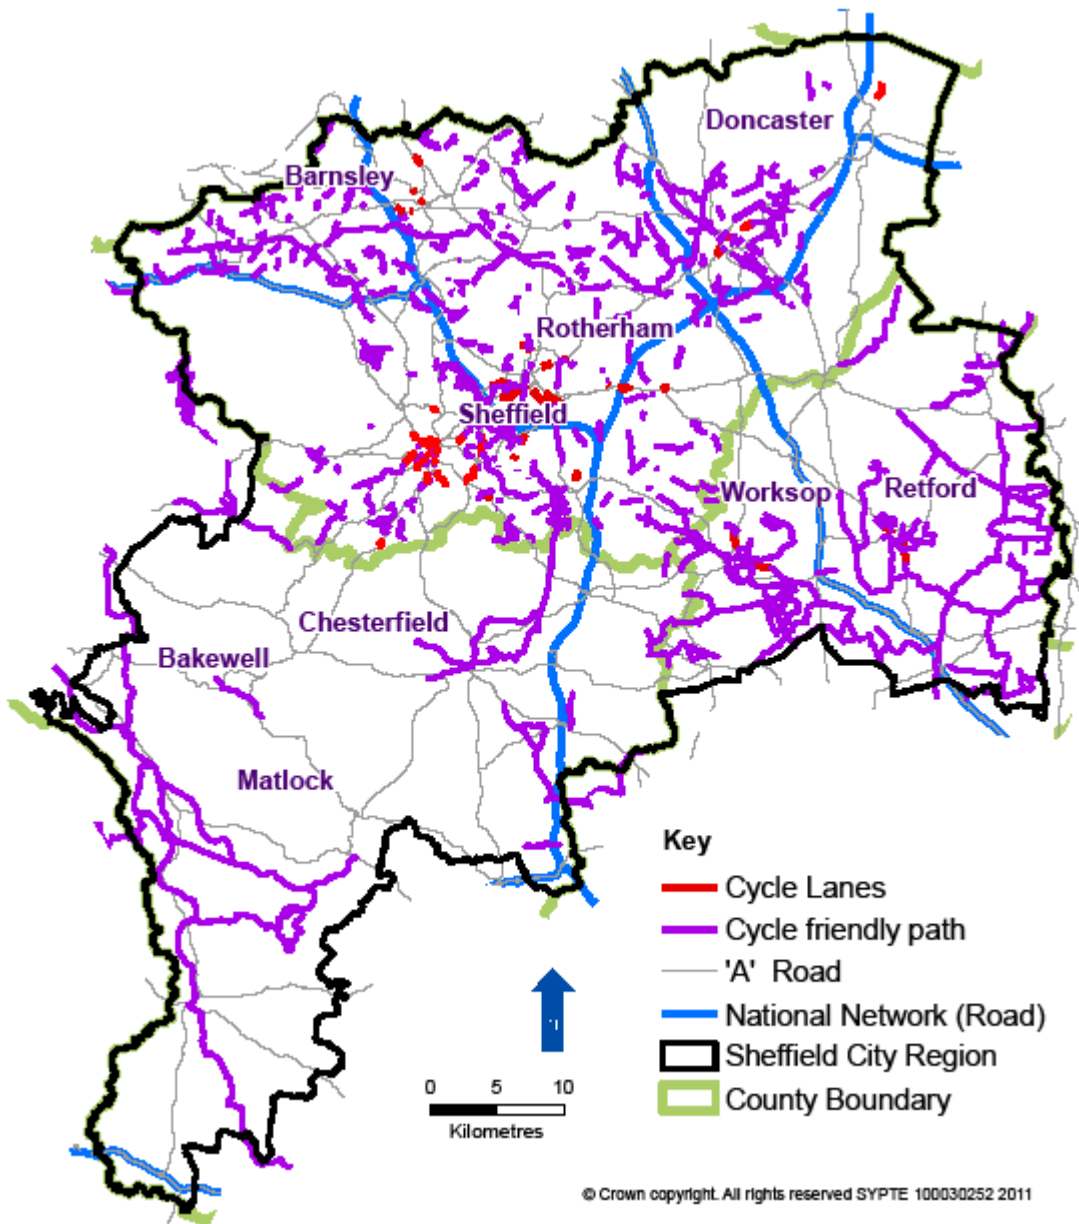 Doncaster
Barnsley
Rotherham
Sheffield
Worksop
Retford
Chesterfield
Bakewell
Matlock
Key
Cycle Lanes
Cycle friendly path
'A' Road
National Network (Road)
Sheffield City Region
County Boundary
0 5 10
Kilometres
© Crown copyright. All rights reserved SYPTE 100030252 2011